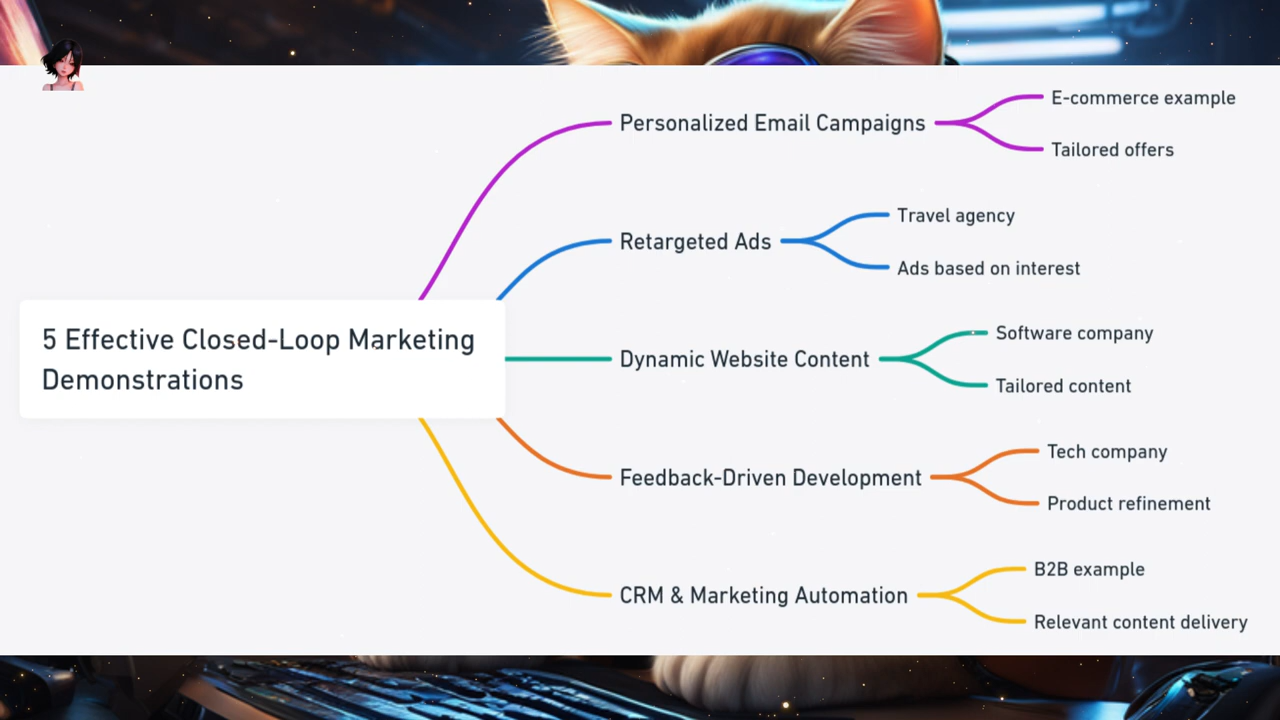 5 Effective Closed-Loop Marketing
Demonstrations
Personalized Email Campaigns
E-commerce example
Tailored offers
Retargeted Ads
Travel agency
Ads based on interest
Dynamic Website Content
Software company
Tailored content
Feedback-Driven Development
Tech company
Product refinement
CRM & Marketing Automation
B2B example
Relevant content delivery